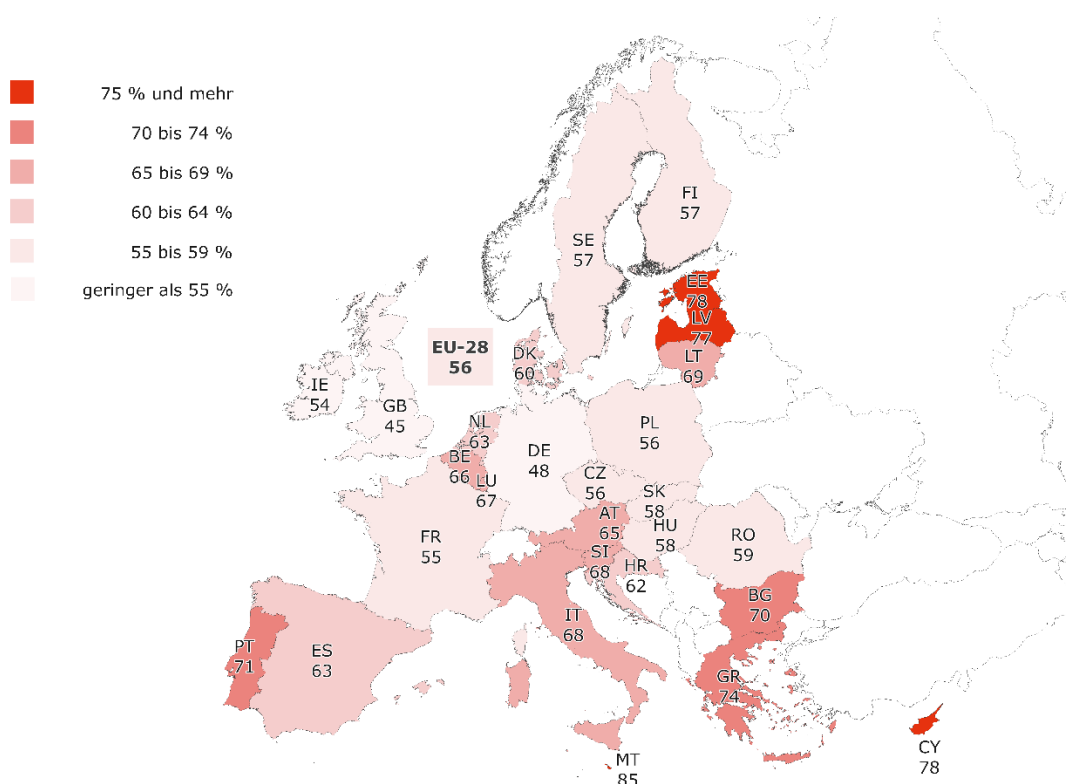 75 % und mehr
70 bis 74 %
65 bis 69 %
60 bis 64 %
55 bis 59 %
geringer als 55 %
FI
57
SE
57
EE
78
LV
77
LT
69
EU-28
56
DK
60
IE
54
GB
45
NL
63
BE
66
LU
67
DE
48
PL
56
CZ
56
SK
58
AT
65
HU
58
SI
68
HR
62
RO
59
FR
55
BG
70
IT
68
PT
71
ES
63
GR
74
MT
85
CY
78